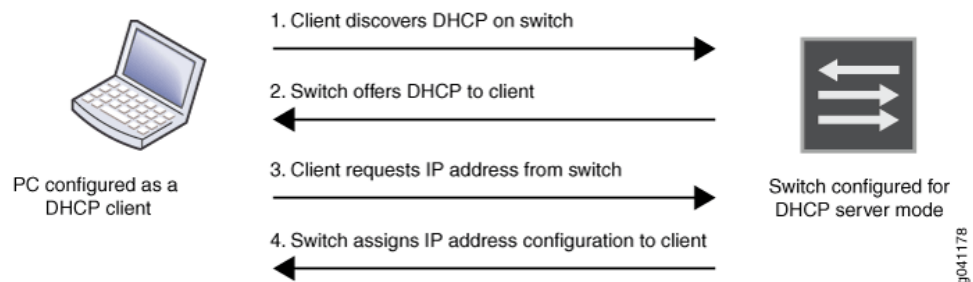 1. Client discovers DHCP on switch
2. Switch offers DHCP to client
3. Client requests IP address from switch
4. Switch assigns IP address configuration to client
PC configured as a
DHCP client
Switch configured for
DHCP server mode
g041178